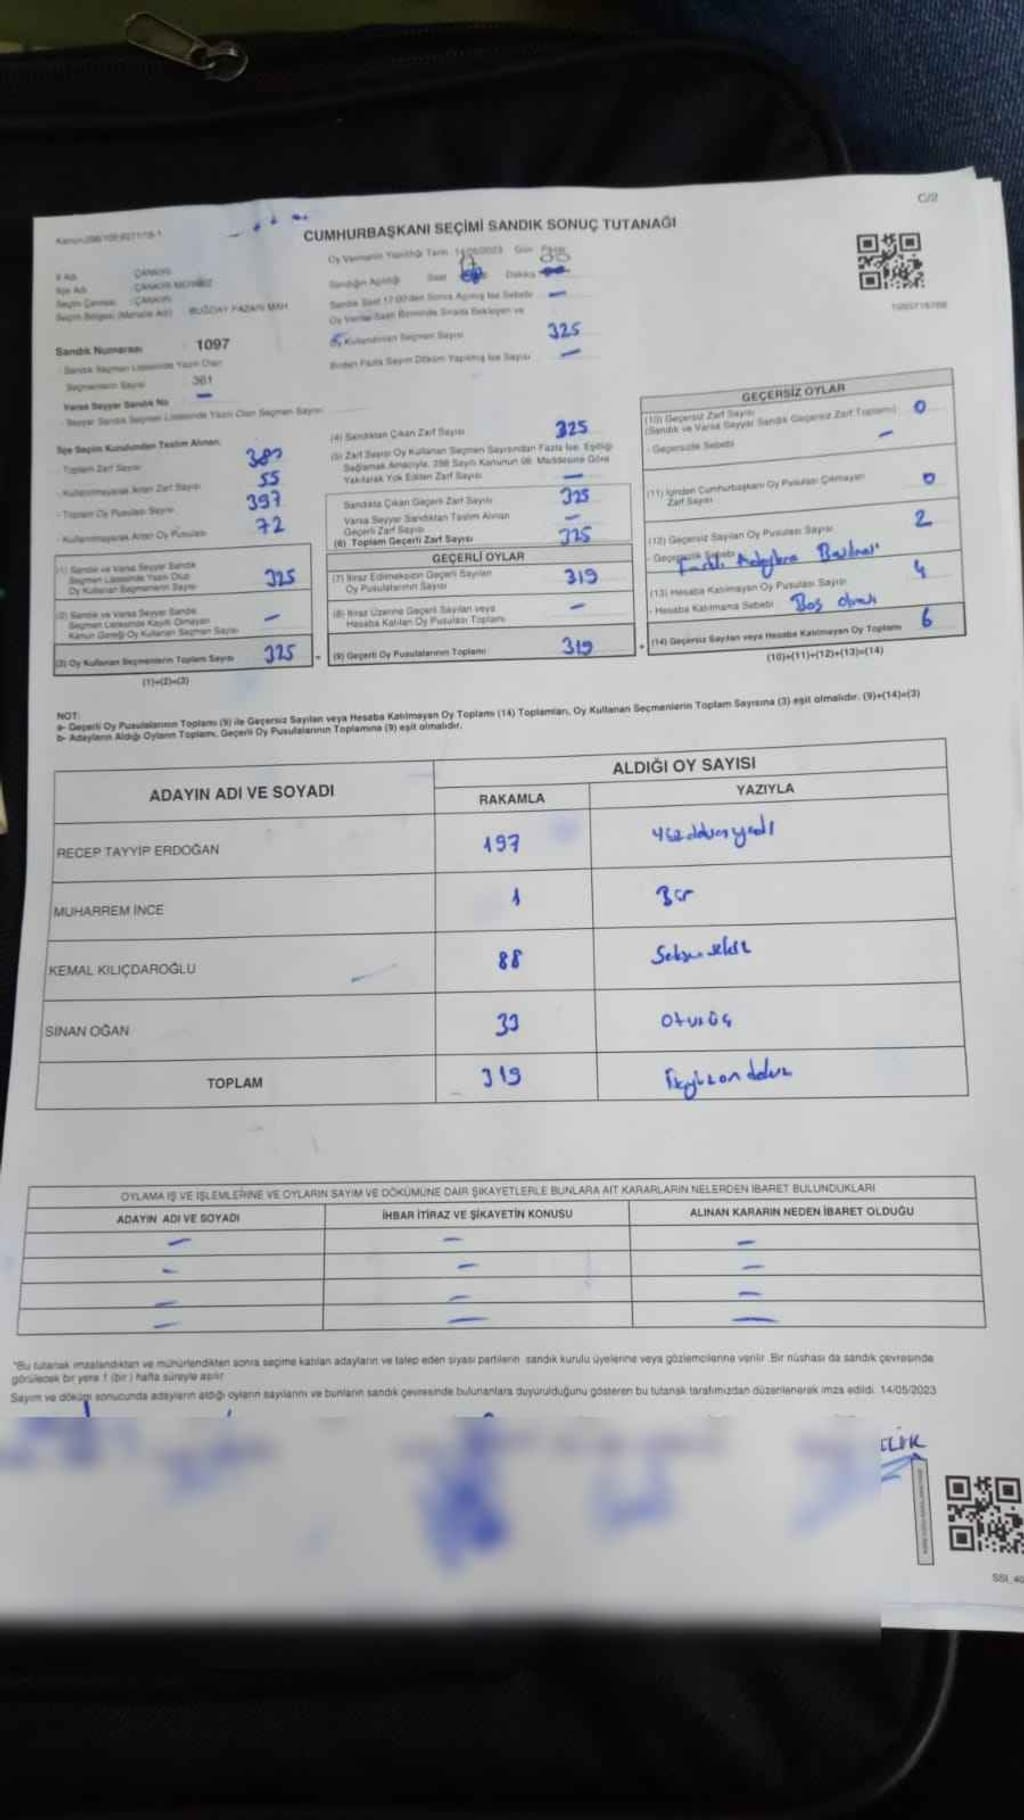 C/2
CUMHURBAŞKANI SEÇİMİ SANDIK SONUÇ TUTANAĞI
Oy Vermenin Yapıldığı Tarih 14/05/2023 Gün Pazar
İl Adı ÇANKIRI
İlçe Adı ÇANKIRI MERKEZ
Seçim Çevresi ÇANKIRI
Seçim Bölgesi (Mahalle Adı) BUĞDAY PAZARI MAH
Sandığın Açıldığı Saat Dakika
Sandık Saat 17:00'den Sonra Açılmış İse Sebebi —
Oy Verme Saati Bitiminde Sırada Bekleyen ve
Oy Kullandırılan Seçmen Sayısı 325
Birden Fazla Sayım Döküm Yapılmış İse Sayısı —
Sandık Numarası 1097
Sandık Seçmen Listesinde Yazılı Olan
Seçmenlerin Sayısı 361
Varsa Seyyar Sandık No —
Seyyar Sandık Seçmen Listesinde Yazılı Olan Seçmen Sayısı
İlçe Seçim Kurulundan Teslim Alınan:
- Toplam Zarf Sayısı 380
- Kullanılmayarak Artan Zarf Sayısı 55
- Toplam Oy Pusulası Sayısı 397
- Kullanılmayarak Artan Oy Pusulası 72
(1) Sandık ve Varsa Seyyar Sandık
Seçmen Listesinde Yazılı Olup
Oy Kullanan Seçmenlerin Sayısı 325
(2) Sandık ve Varsa Seyyar Sandık
Seçmen Listesinde Kayıtlı Olmayan
Kanun Gereği Oy Kullanan Seçmen Sayısı —
(3) Oy Kullanan Seçmenlerin Toplam Sayısı 325
(1)+(2)=(3)
(4) Sandıktan Çıkan Zarf Sayısı 325
(5) Zarf Sayısı Oy Kullanan Seçmen Sayısından Fazla İse, Eşitliği
Sağlamak Amacıyla, 298 Sayılı Kanunun 98. Maddesine Göre
Yakılarak Yok Edilen Zarf Sayısı —
Sandıkta Çıkan Geçerli Zarf Sayısı 325
Varsa Seyyar Sandıktan Teslim Alınan
Geçerli Zarf Sayısı —
(6) Toplam Geçerli Zarf Sayısı 325
GEÇERLİ OYLAR
(7) İtiraz Edilmeksizin Geçerli Sayılan
Oy Pusulalarının Sayısı 319
(8) İtiraz Üzerine Geçerli Sayılan veya
Hesaba Katılan Oy Pusulası Toplamı —
(9) Geçerli Oy Pusulalarının Toplamı 319
GEÇERSİZ OYLAR
(10) Geçersiz Zarf Sayısı
(Sandık ve Varsa Seyyar Sandık Geçersiz Zarf Toplamı) 0
- Geçersizlik Sebebi —
(11) İçinden Cumhurbaşkanı Oy Pusulası Çıkmayan
Zarf Sayısı 0
(12) Geçersiz Sayılan Oy Pusulası Sayısı 2
- Geçersizlik Sebebi Farklı Adaylara
(13) Hesaba Katılmayan Oy Pusulası Sayısı 4
- Hesaba Katılmama Sebebi Boş olması
(14) Geçersiz Sayılan veya Hesaba Katılmayan Oy Toplamı 6
(10)+(11)+(12)+(13)=(14)
NOT:
a- Geçerli Oy Pusulalarının Toplamı (9) ile Geçersiz Sayılan veya Hesaba Katılmayan Oy Toplamı (14) Toplamları, Oy Kullanan Seçmenlerin Toplam Sayısına (3) eşit olmalıdır. (9)+(14)=(3)
b- Adayların Aldığı Oyların Toplamı, Geçerli Oy Pusulalarının Toplamına (9) eşit olmalıdır.
ADAYIN ADI VE SOYADI
ALDIĞI OY SAYISI
RAKAMLA YAZIYLA
RECEP TAYYİP ERDOĞAN 197
MUHARREM İNCE 1 Bir
KEMAL KILIÇDAROĞLU 88 Seksen sekiz
SİNAN OĞAN 33 Otuzüç
TOPLAM 319 Üçyüzon dokuz
OYLAMA İŞ VE İŞLEMLERİNE VE OYLARIN SAYIM VE DÖKÜMÜNE DAİR ŞİKAYETLERLE BUNLARA AİT KARARLARIN NELERDEN İBARET BULUNDUKLARI
ADAYIN ADI VE SOYADI İHBAR İTİRAZ VE ŞİKAYETİN KONUSU ALINAN KARARIN NEDEN İBARET OLDUĞU
— — —
— — —
— — —
— — —
*Bu tutanak imzalandıktan ve mühürlendikten sonra seçime katılan adayların ve talep eden siyasi partilerin sandık kurulu üyelerine veya gözlemcilerine verilir. Bir nüshası da sandık çevresinde
görülecek bir yere 1 (bir) hafta süreyle asılır
Sayım ve döküm sonucunda adayların aldığı oyların sayılarını ve bunların sandık çevresinde bulunanlara duyurulduğunu gösteren bu tutanak tarafımızdan düzenlenerek imza edildi. 14/05/2023